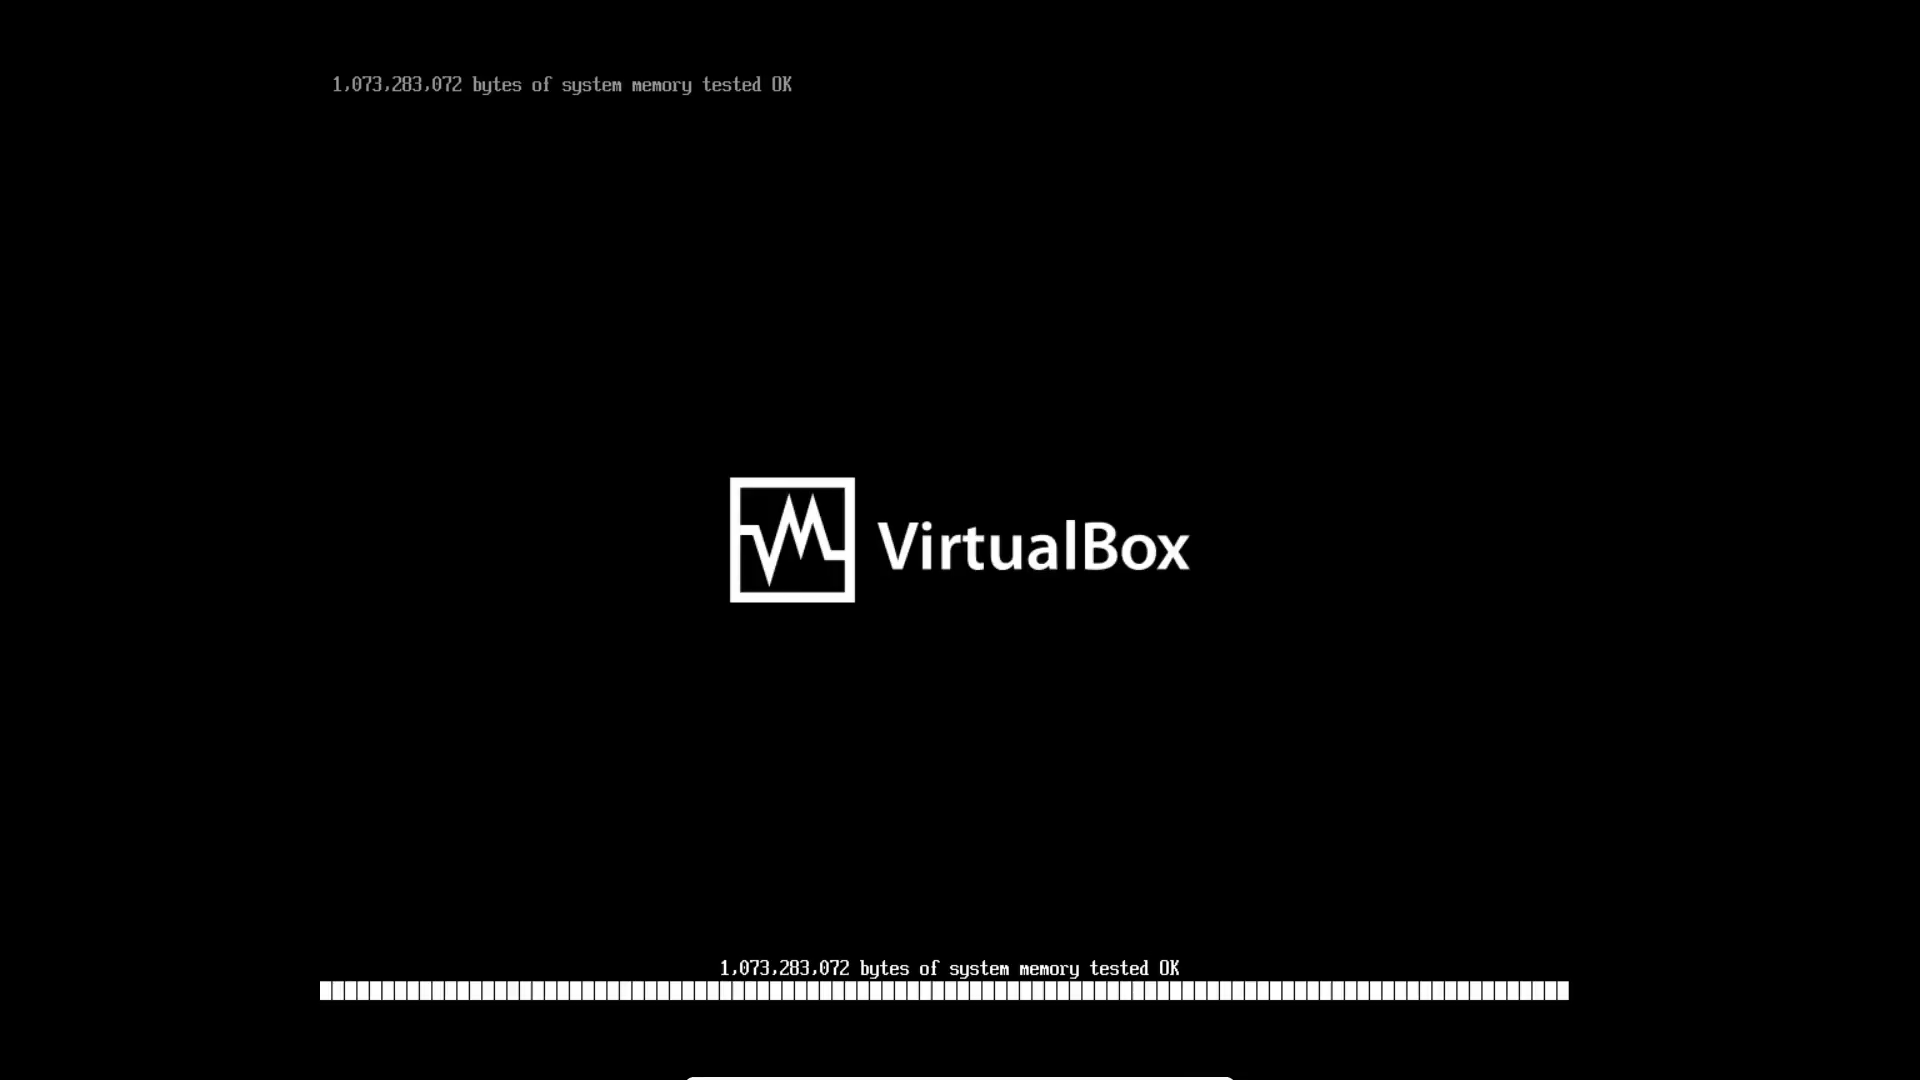 1,073,283,072 bytes of system memory tested OK
VirtualBox
1,073,283,072 bytes of system memory tested OK